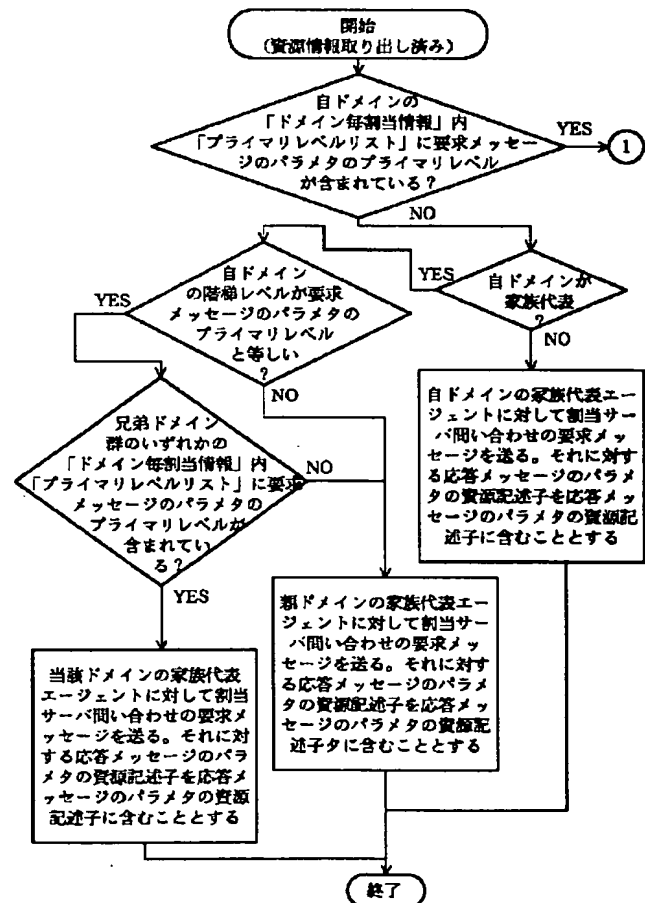 開始
(資源情報取り出し済み)
自ドメインの
「ドメイン毎割当情報」内
「プライマリレベルリスト」に要求メッセー
ジのパラメタのプライマリレベル
が含まれている?
YES
1
NO
自ドメインが
家族代表
?
YES
NO
自ドメイン
の階梯レベルが要求
メッセージのパラメタの
プライマリレベル
と等しい
?
YES
NO
自ドメインの家族代表エー
ジェントに対して割当サー
バ問い合わせの要求メッ
セージを送る。それに対す
る応答メッセージのパラメ
タの資源記述子を応答メッ
セージのパラメタの資源記
述子に含むこととする
兄弟ドメイン
群のいずれかの
「ドメイン毎割当情報」内
「プライマリレベルリスト」に要求
メッセージのパラメタの
プライマリレベルが
含まれてい
る?
NO
YES
親ドメインの家族代表エー
ジェントに対して割当サー
バ問い合わせの要求メッ
セージを送る。それに対す
る応答メッセージのパラメ
タの資源記述子を応答メッ
セージのパラメタの資源記
述子タに含むこととする
当該ドメインの家族代表
エージェントに対して割当
サーバ問い合わせの要求メ
ッセージを送る。それに対
する応答メッセージのパラ
メタの資源記述子を応答メ
ッセージのパラメタの資源
記述子に含むこととする
終了